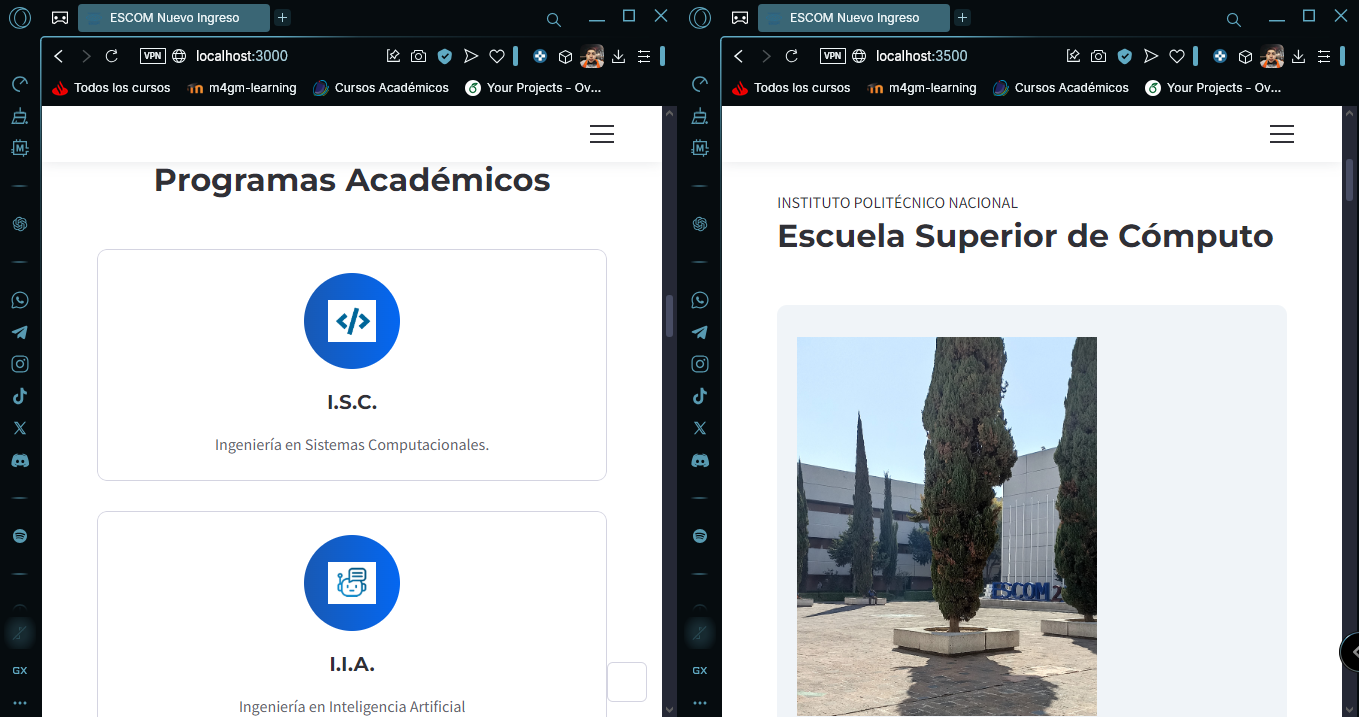 ESCOM Nuevo Ingreso
VPN localhost:3000
Todos los cursos
m4gm-learning
Cursos Académicos
Your Projects - Ov...
M
GX
Programas Académicos
I.S.C.
Ingeniería en Sistemas Computacionales.
I.I.A.
Ingeniería en Inteligencia Artificial
ESCOM Nuevo Ingreso
VPN localhost:3500
Todos los cursos
m4gm-learning
Cursos Académicos
Your Projects - Ov...
M
GX
INSTITUTO POLITÉCNICO NACIONAL
Escuela Superior de Cómputo
ESCOM